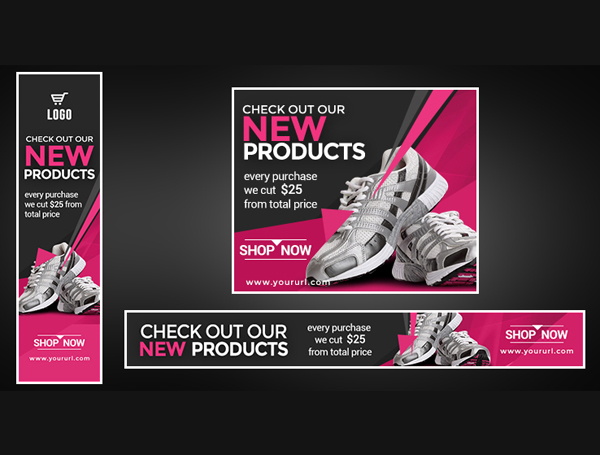 LOGO
CHECK OUT OUR
NEW
PRODUCTS
every purchase
we cut $25 from
total price
SHOP NOW
www.yoururl.com
CHECK OUT OUR
NEW
PRODUCTS
every purchase
we cut $25
from total price
SHOP NOW
www.yoururl.com
CHECK OUT OUR
NEW PRODUCTS
every purchase
we cut $25
from total price
SHOP NOW
www.yoururl.com